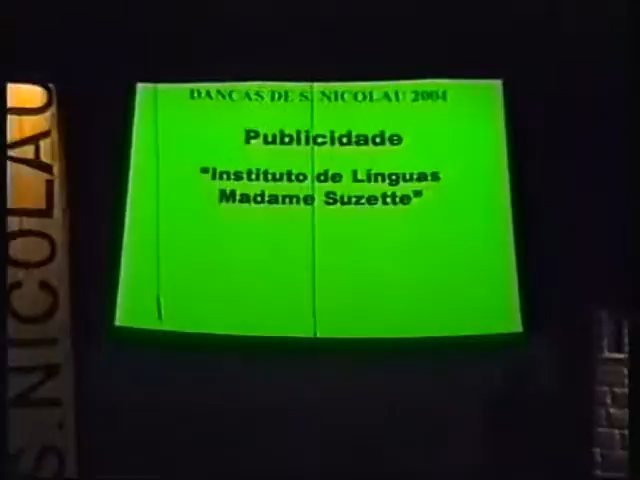 DANCAS DE S. NICOLAU 2004
Publicidade
"Instituto de Línguas
Madame Suzette"
S.NICOLAU